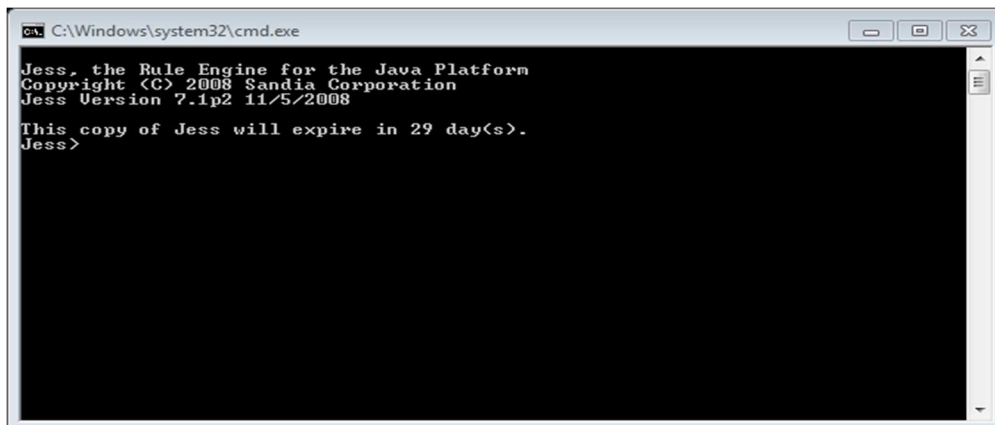 C:\Windows\system32\cmd.exe
Jess, the Rule Engine for the Java Platform
Copyright (C) 2008 Sandia Corporation
Jess Version 7.1p2 11/5/2008
This copy of Jess will expire in 29 day(s).
Jess>